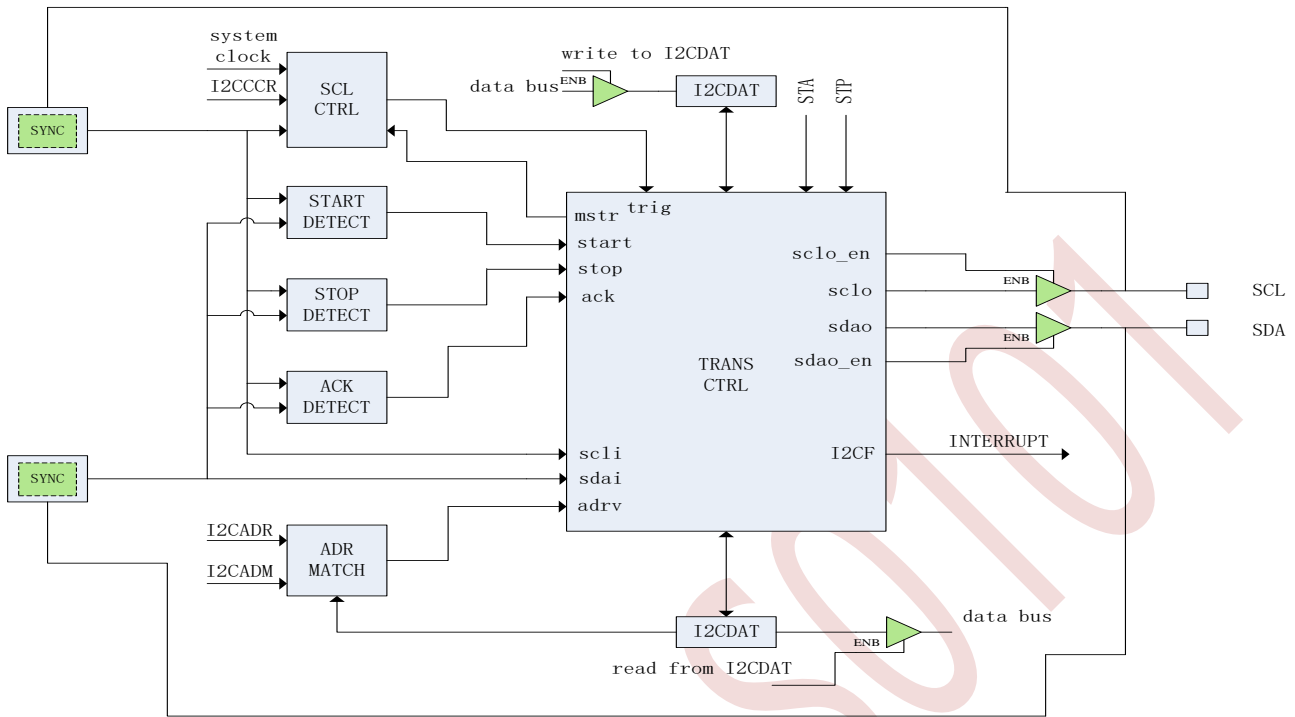 system
clock
I2CCCR
SCL
CTRL
write to I2CDAT
data bus
ENB
I2CDAT
STA
STP
SYNC
START
DETECT
STOP
DETECT
ACK
DETECT
mstr
trig
start
stop
ack
scli
sdai
adrv
TRANS
CTRL
sclo_en
sclo
sdao
sdao_en
I2CF
ENB
ENB
SCL
SDA
INTERRUPT
SYNC
I2CADR
I2CADM
ADR
MATCH
I2CDAT
ENB
data bus
read from I2CDAT